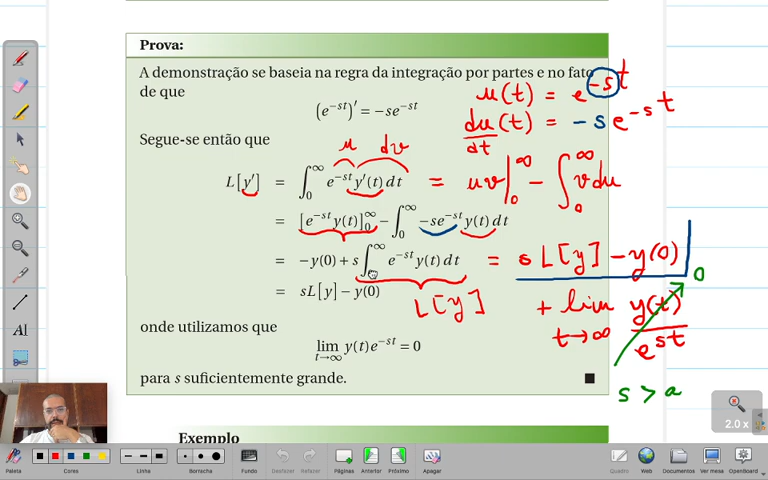 Prova:
A demonstração se baseia na regra da integração por partes e no fato
de que
(e^{-st})' = -se^{-st}
u(t) = e^{-st}
du(t)/dt = -s e^{-st}
Segue-se então que
u dv
L[y'] = ∫_0^∞ e^{-st} y'(t) dt = uv|_0^∞ - ∫_0^∞ v du
= [e^{-st} y(t)]_0^∞ - ∫_0^∞ -se^{-st} y(t) dt
= -y(0) + s ∫_0^∞ e^{-st} y(t) dt = s L[y] - y(0)
= sL[y] - y(0)
L[y]
+ lim_{t→∞} y(t)/e^{st}
0
onde utilizamos que
lim_{t→∞} y(t)e^{-st} = 0
para s suficientemente grande. ■
s > a
Exemplo
2.0 x
Paleta
Cores
Linha
Borracha
Fundo
Desfazer
Refazer
Páginas
Anterior
Próximo
Apagar
Quadro
Web
Documentos
Ver mesa
OpenBoard